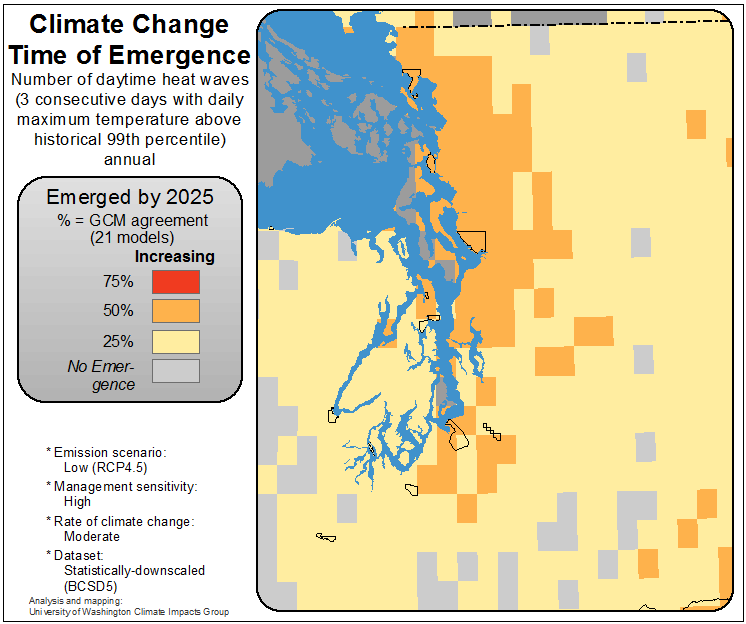 Climate Change
Time of Emergence
Number of daytime heat waves
(3 consecutive days with daily
maximum temperature above
historical 99th percentile)
annual
Emerged by 2025
% = GCM agreement
(21 models)
Increasing
75%
50%
25%
No Emer-
gence
* Emission scenario:
Low (RCP4.5)
* Management sensitivity:
High
* Rate of climate change:
Moderate
* Dataset:
Statistically-downscaled
(BCSD5)
Analysis and mapping:
University of Washington Climate Impacts Group